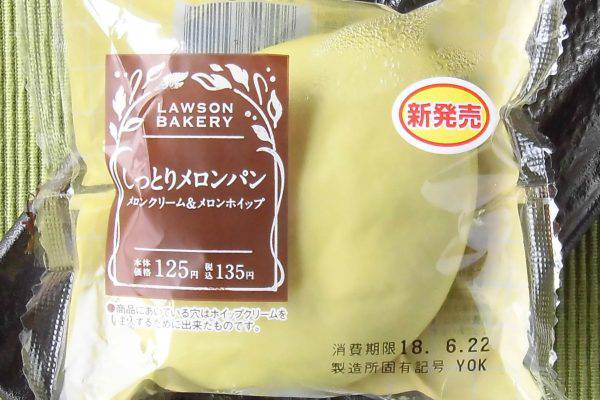 LAWSON
BAKERY
新発売
しっとりメロンパン
メロンクリーム&メロンホイップ
本体価格 125円 税込 135円
●商品にあいている穴はホイップクリームを
注入するために出来たものです。
消費期限 18. 6.22
製造所固有記号 YOK